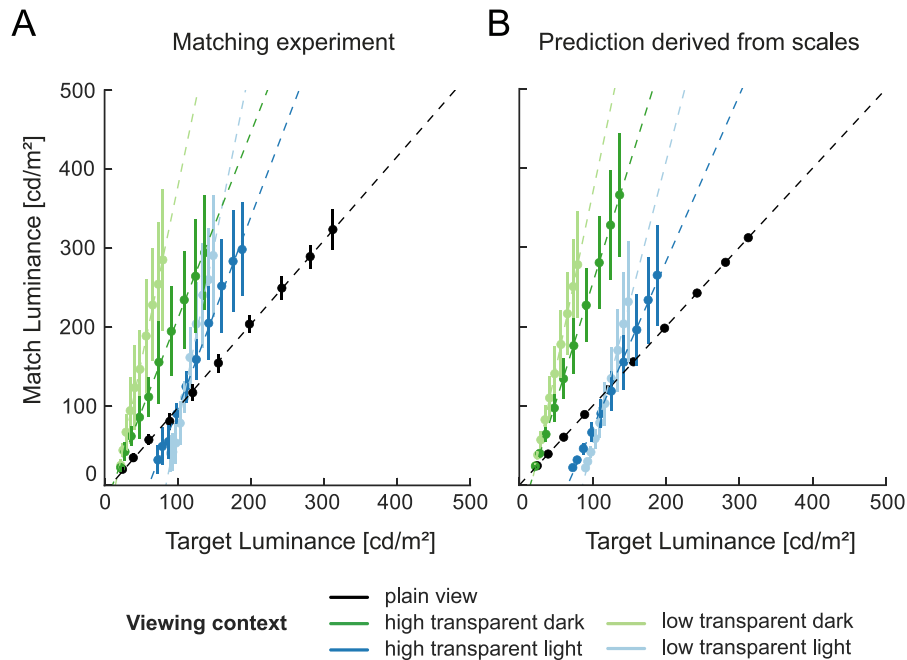 A
Matching experiment
B
Prediction derived from scales
Match Luminance [cd/m²]
500
400
300
200
100
0
0 100 200 300 400 500
0 100 200 300 400 500
Target Luminance [cd/m²]
Target Luminance [cd/m²]
Viewing context
plain view
high transparent dark
low transparent dark
high transparent light
low transparent light